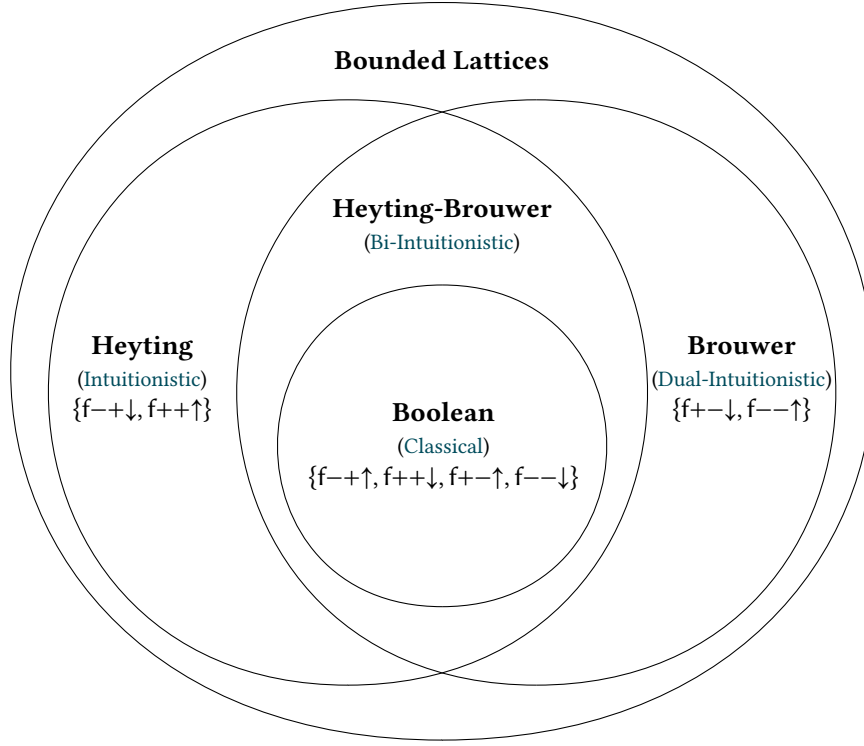 Bounded Lattices
Heyting-Brouwer
(Bi-Intuitionistic)
Heyting
(Intuitionistic)
{f−+↓, f++↑}
Brouwer
(Dual-Intuitionistic)
{f+−↓, f−−↑}
Boolean
(Classical)
{f−+↑, f++↓, f+−↑, f−−↓}